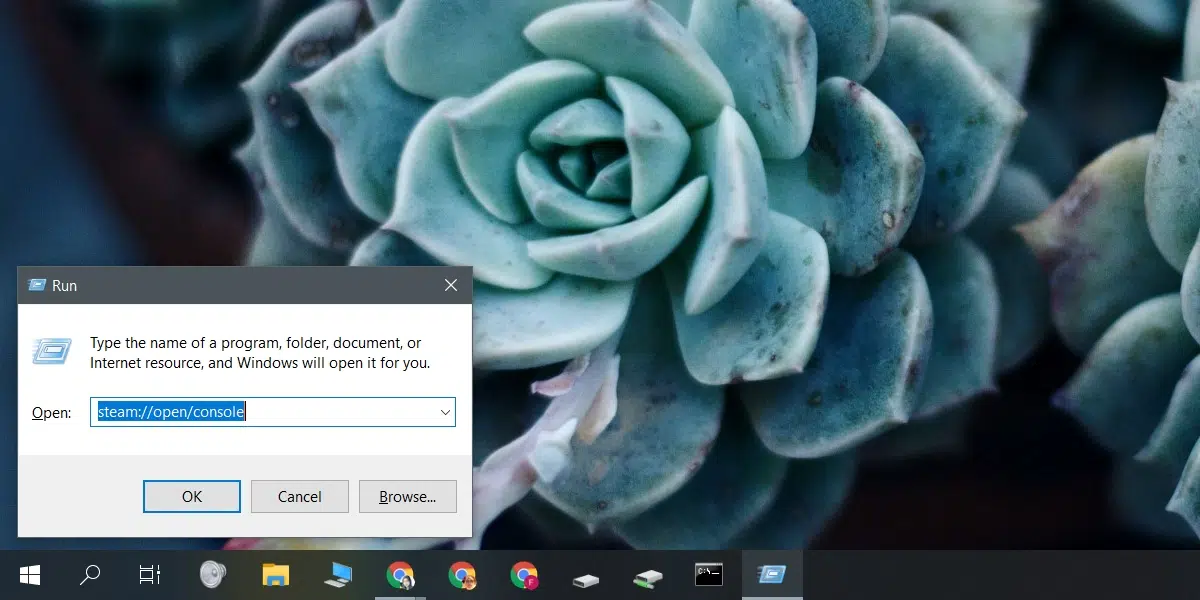 Run
Type the name of a program, folder, document, or
Internet resource, and Windows will open it for you.
Open: steam://open/console
OK Cancel Browse...
C:\._
F